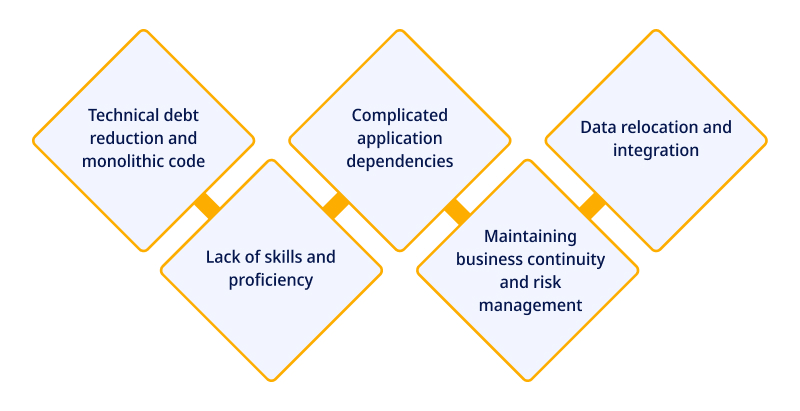 Technical debt
reduction and
monolithic code
Lack of skills and
proficiency
Complicated
application
dependencies
Maintaining
business continuity
and risk
management
Data relocation and
integration